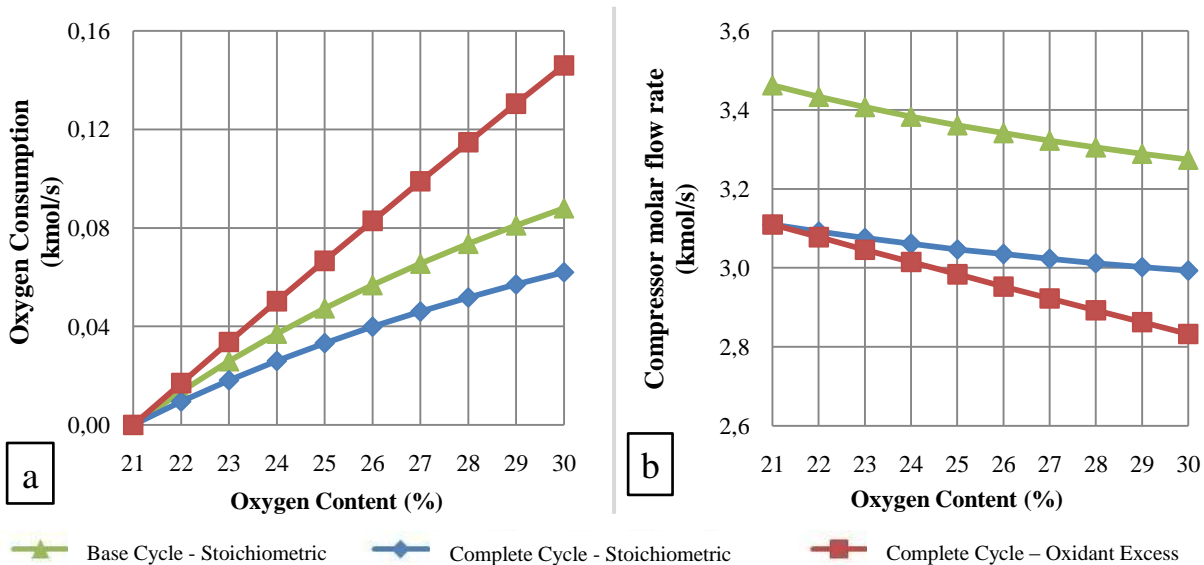 0,16
0,12
0,08
0,04
0,00
Oxygen Consumption
(kmol/s)
21 22 23 24 25 26 27 28 29 30
Oxygen Content (%)
a
3,6
3,4
3,2
3,0
2,8
2,6
Compressor molar flow rate
(kmol/s)
21 22 23 24 25 26 27 28 29 30
Oxygen Content (%)
b
Base Cycle - Stoichiometric
Complete Cycle - Stoichiometric
Complete Cycle – Oxidant Excess